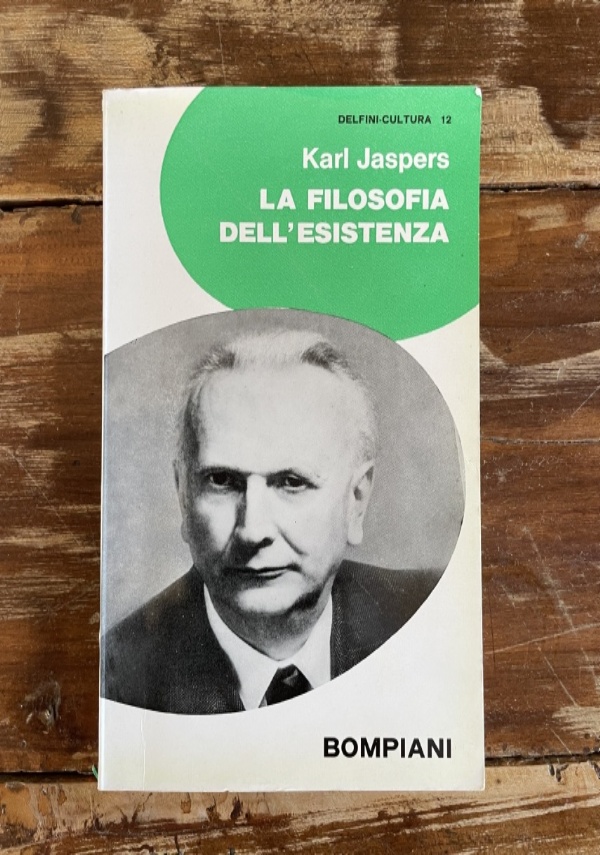 DELFINI-CULTURA 12
Karl Jaspers
LA FILOSOFIA
DELL'ESISTENZA
BOMPIANI